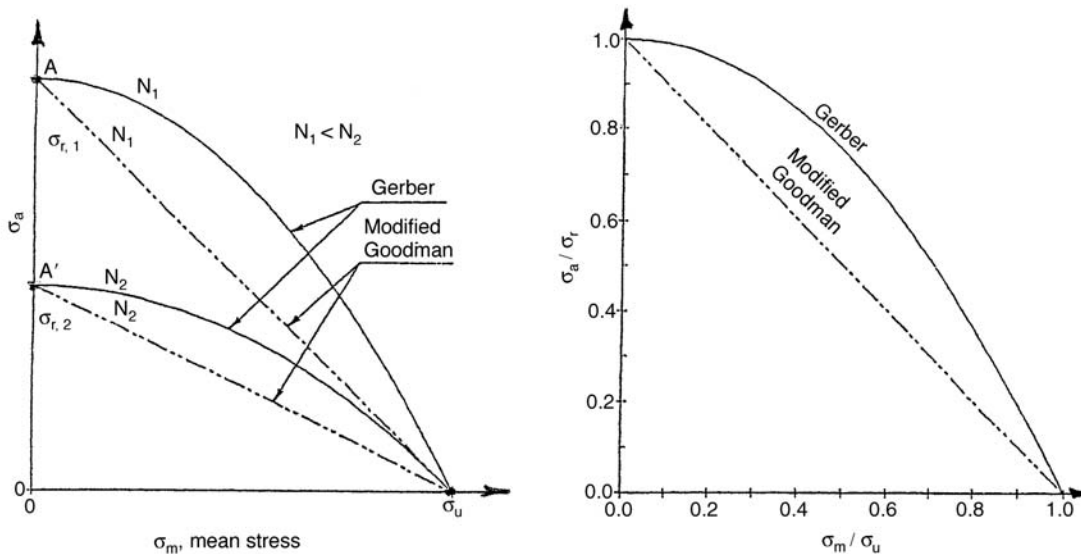 A
N₁
N₁
σᵣ, ₁
N₁ < N₂
Gerber
Modified
Goodman
σₐ
A′
N₂
N₂
σᵣ, ₂
0
0
σᵤ
σₘ, mean stress
1.0
0.8
0.6
0.4
0.2
0.0
σₐ / σᵣ
Gerber
Modified
Goodman
0.0
0.2
0.4
0.6
0.8
1.0
σₘ / σᵤ